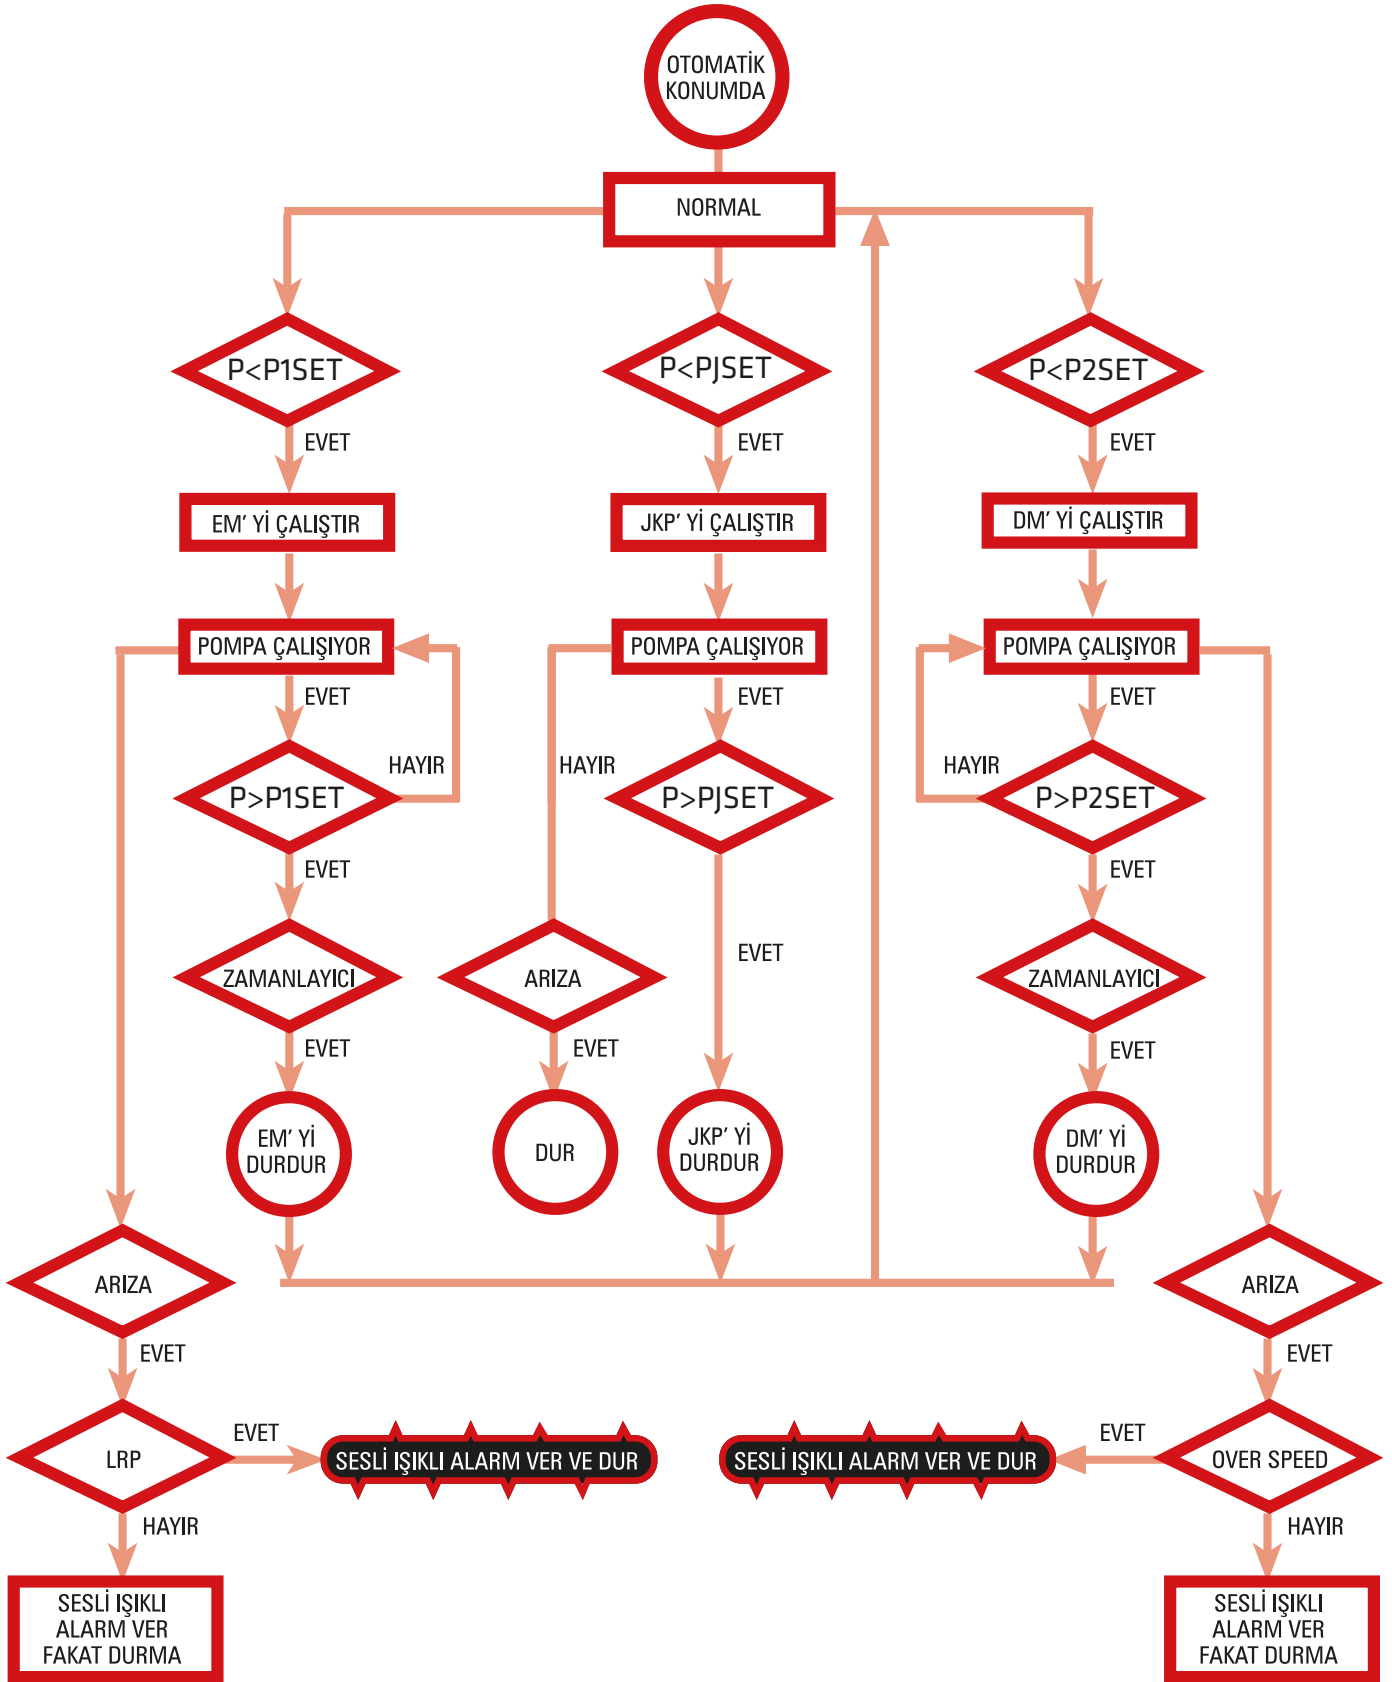 OTOMATİK
KONUMDA
NORMAL
P<P1SET
P<PJSET
P<P2SET
EVET
EVET
EVET
EM' Yİ ÇALIŞTIR
JKP' Yİ ÇALIŞTIR
DM' Yİ ÇALIŞTIR
POMPA ÇALIŞIYOR
POMPA ÇALIŞIYOR
POMPA ÇALIŞIYOR
EVET
EVET
EVET
HAYIR
HAYIR
HAYIR
P>P1SET
P>PJSET
P>P2SET
EVET
EVET
EVET
ZAMANLAYICI
ARIZA
ZAMANLAYICI
EVET
EVET
EVET
EM' Yİ
DURDUR
DUR
JKP' Yİ
DURDUR
DM' Yİ
DURDUR
ARIZA
ARIZA
EVET
EVET
LRP
EVET
SESLİ IŞIKLI ALARM VER VE DUR
SESLİ IŞIKLI ALARM VER VE DUR
EVET
OVER SPEED
HAYIR
HAYIR
SESLİ IŞIKLI
ALARM VER
FAKAT DURMA
SESLİ IŞIKLI
ALARM VER
FAKAT DURMA